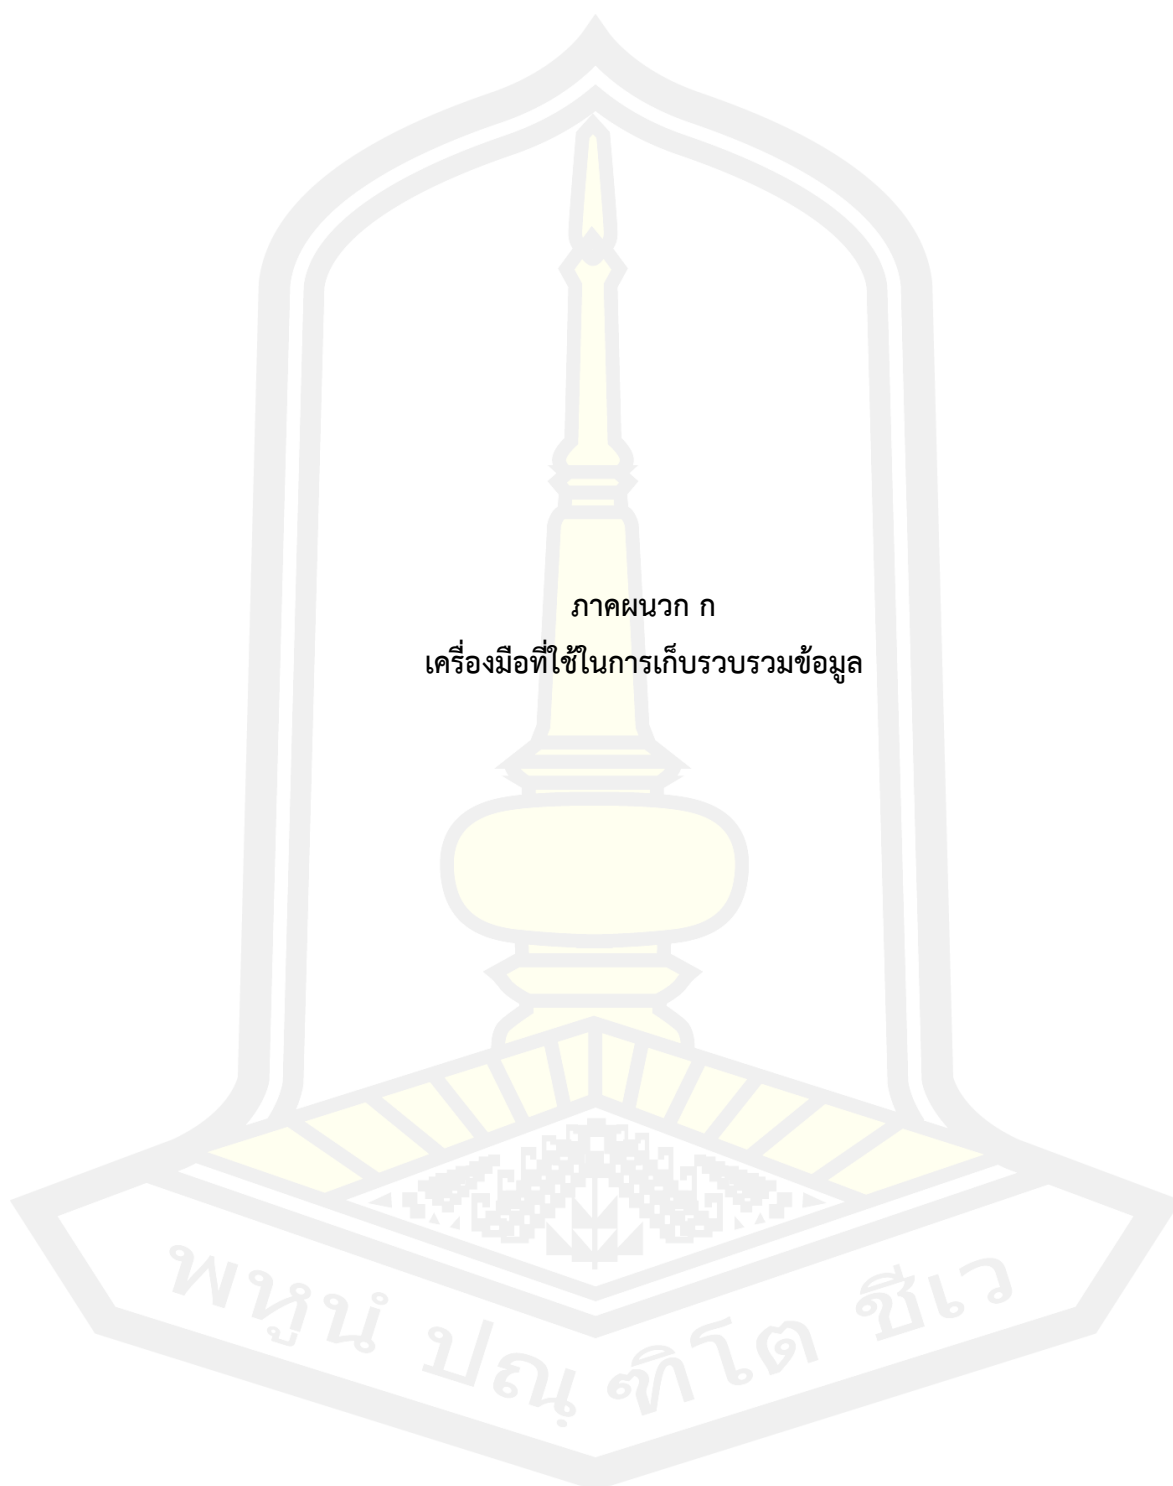 ภาคผนวก ก
เครื่องมือที่ใช้ในการเก็บรวบรวมข้อมูล
พหูนํ ปณฺฑิโต ชีเว